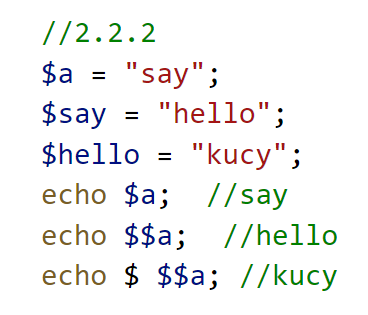 //2.2.2
$a = "say";
$say = "hello";
$hello = "kucy";
echo $a;  //say
echo $$a;  //hello
echo $ $$a; //kucy